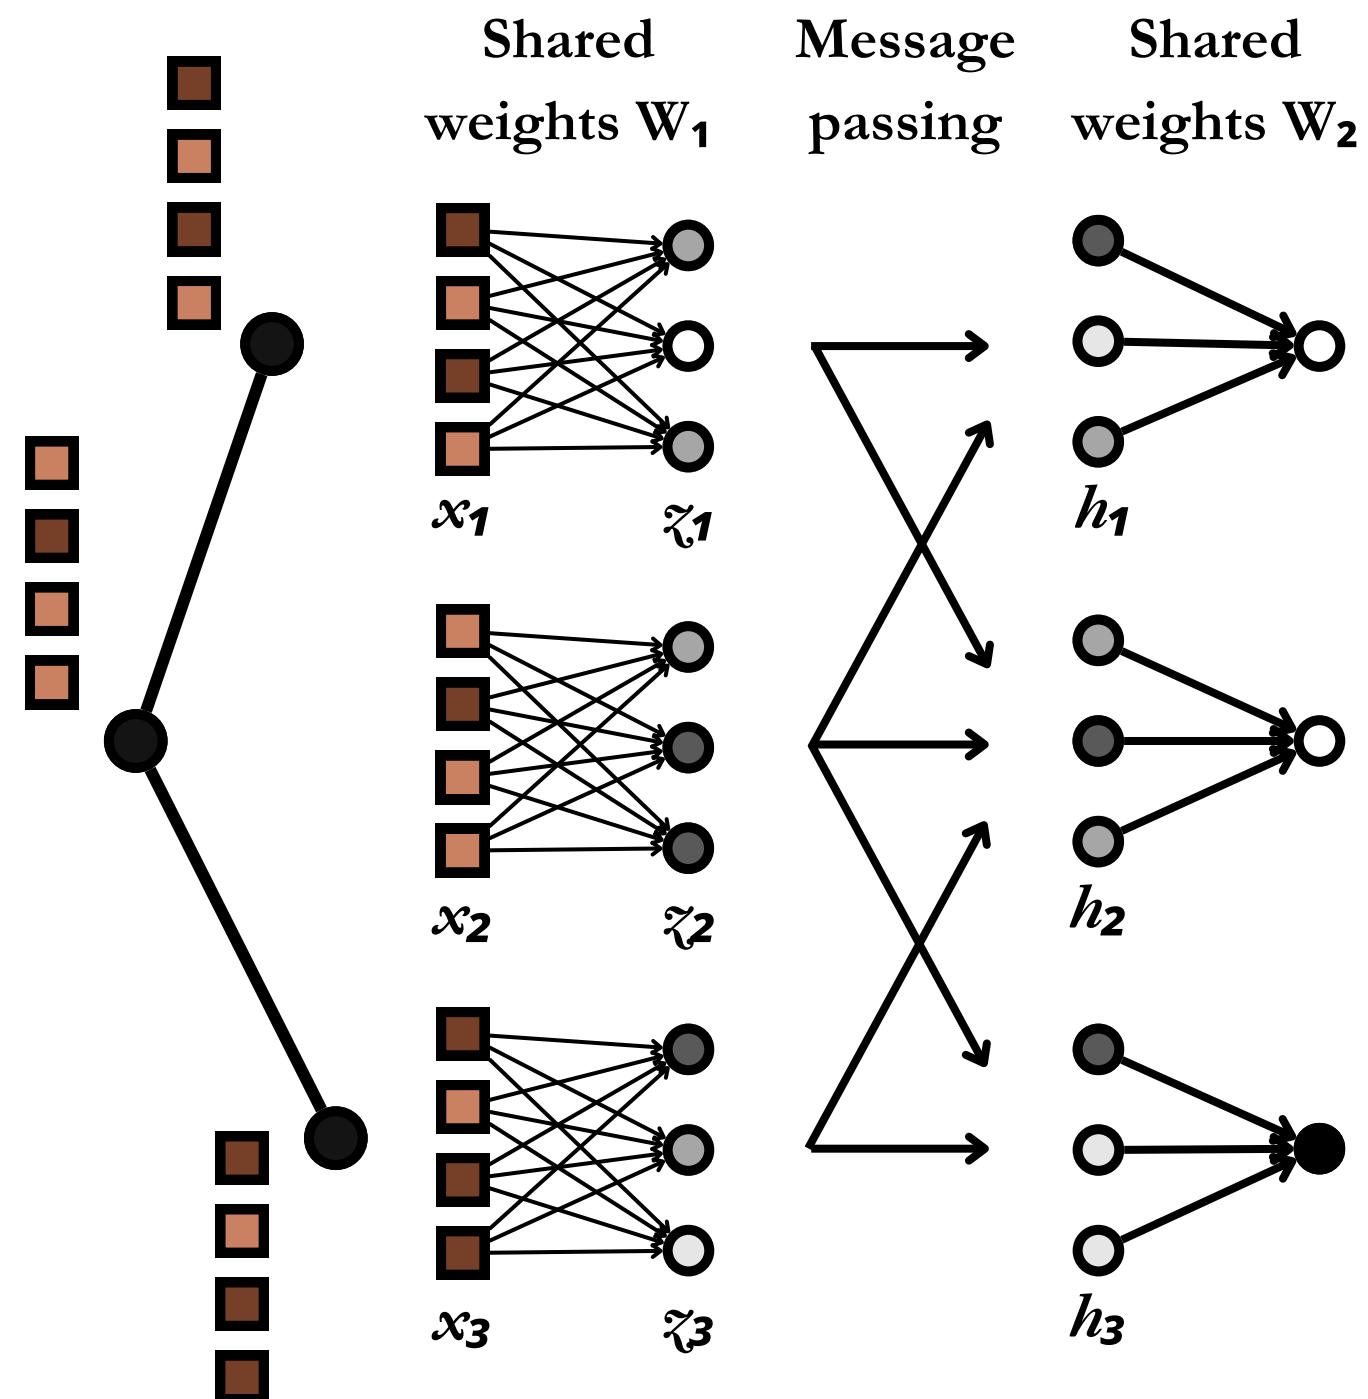 Shared
weights W₁
Message
passing
Shared
weights W₂
x₁
z₁
h₁
x₂
z₂
h₂
x₃
z₃
h₃